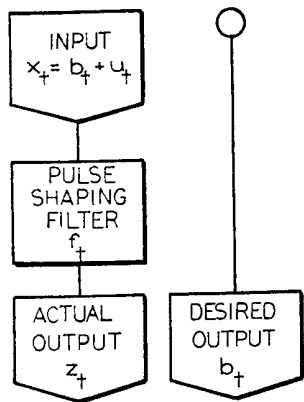 INPUT
x_t = b_t + u_t
PULSE
SHAPING
FILTER
f_t
ACTUAL
OUTPUT
z_t
DESIRED
OUTPUT
b_t